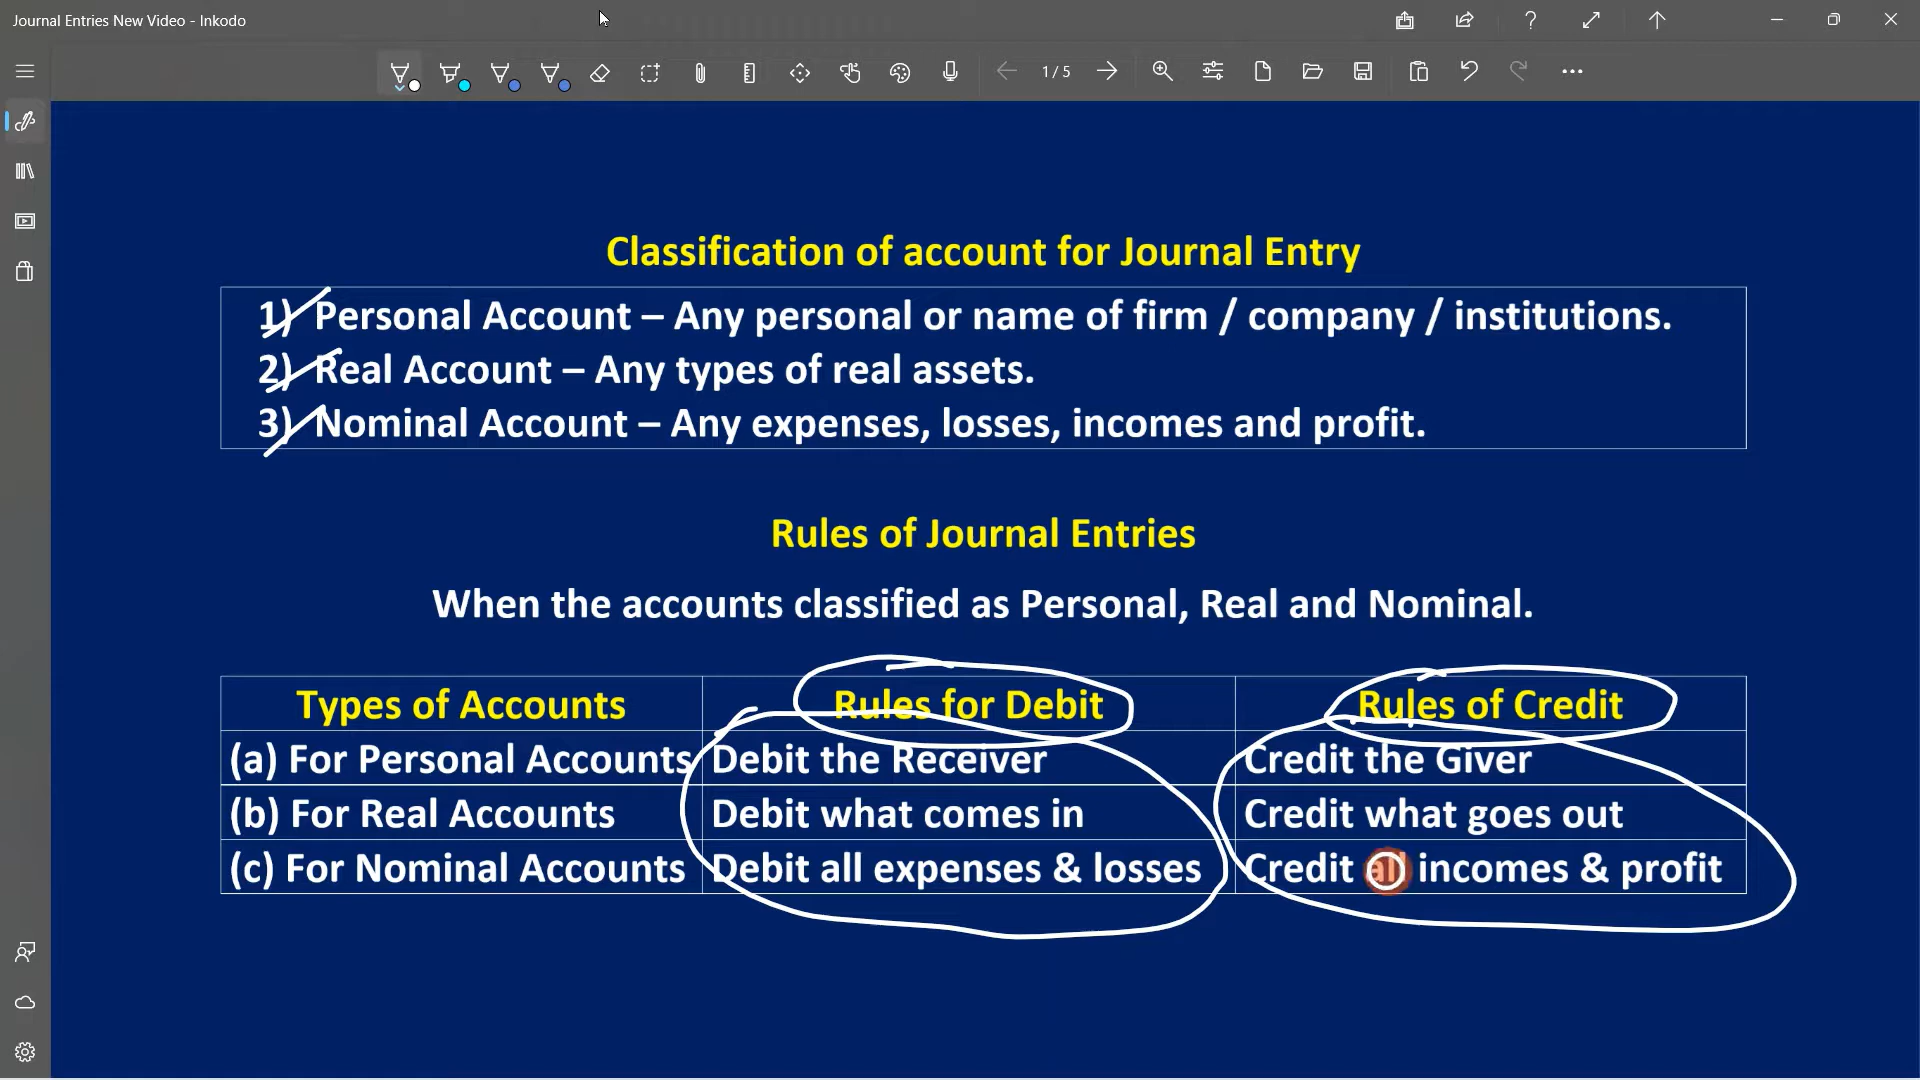 Journal Entries New Video - Inkodo
1 / 5
Classification of account for Journal Entry
1) Personal Account – Any personal or name of firm / company / institutions.
2) Real Account – Any types of real assets.
3) Nominal Account – Any expenses, losses, incomes and profit.
Rules of Journal Entries
When the accounts classified as Personal, Real and Nominal.
Types of Accounts Rules for Debit Rules of Credit
(a) For Personal Accounts Debit the Receiver Credit the Giver
(b) For Real Accounts Debit what comes in Credit what goes out
(c) For Nominal Accounts Debit all expenses & losses Credit all incomes & profit